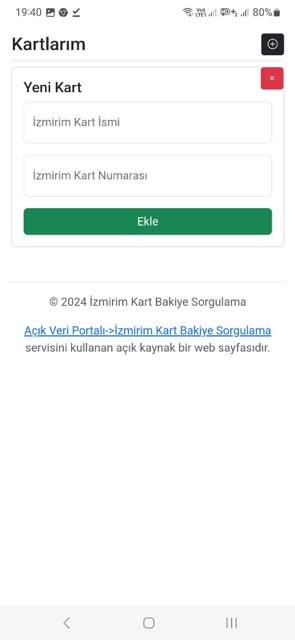 19:40
80%
Kartlarım
Yeni Kart
İzmirim Kart İsmi
İzmirim Kart Numarası
Ekle
© 2024 İzmirim Kart Bakiye Sorgulama
Açık Veri Portalı->İzmirim Kart Bakiye Sorgulama
servisini kullanan açık kaynak bir web sayfasıdır.